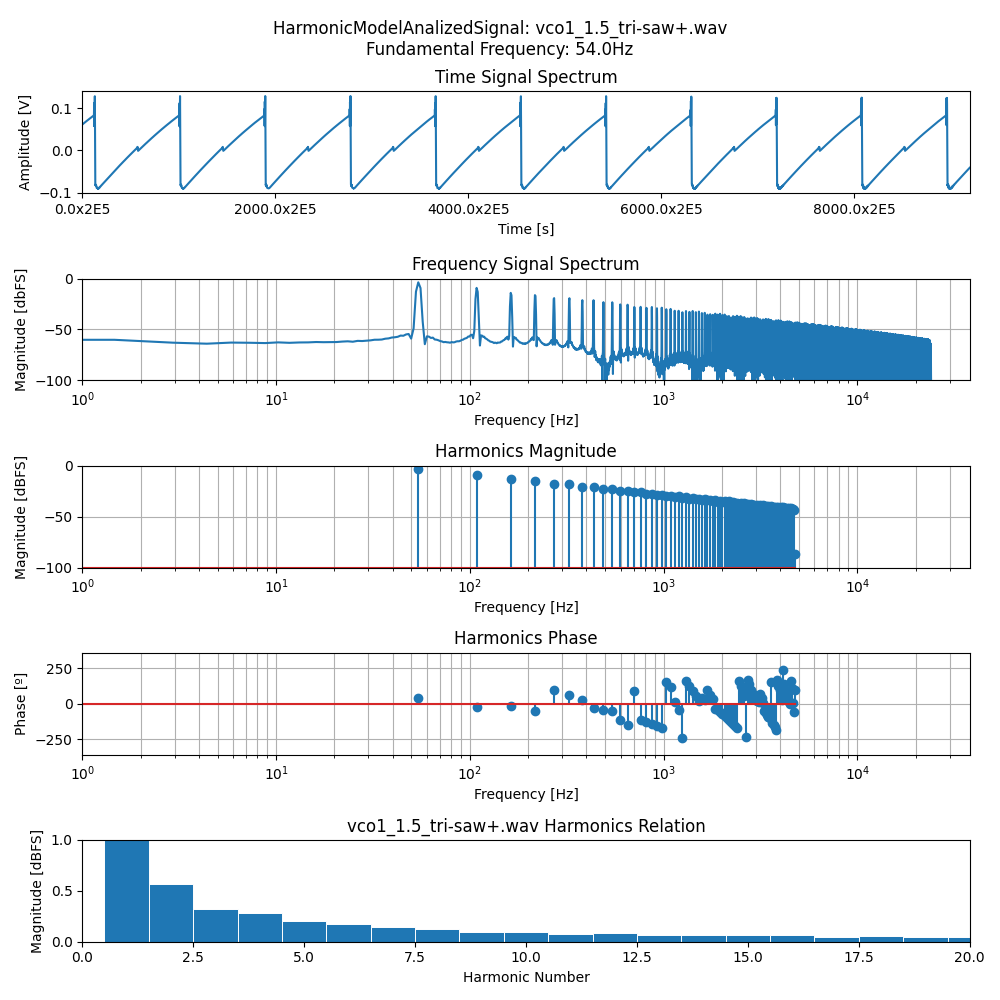 HarmonicModelAnalizedSignal: vco1_1.5_tri-saw+.wav
Fundamental Frequency: 54.0Hz
Time Signal Spectrum
Amplitude [V]
0.1
0.0
−0.1
0.0x2E5 2000.0x2E5 4000.0x2E5 6000.0x2E5 8000.0x2E5
Time [s]
Frequency Signal Spectrum
Magnitude [dbFS]
0
−50
−100
10^0 10^1 10^2 10^3 10^4
Frequency [Hz]
Harmonics Magnitude
Magnitude [dBFS]
0
−50
−100
10^0 10^1 10^2 10^3 10^4
Frequency [Hz]
Harmonics Phase
Phase [º]
250
0
−250
10^0 10^1 10^2 10^3 10^4
Frequency [Hz]
vco1_1.5_tri-saw+.wav Harmonics Relation
Magnitude [dBFS]
1.0
0.5
0.0
0.0 2.5 5.0 7.5 10.0 12.5 15.0 17.5 20.0
Harmonic Number